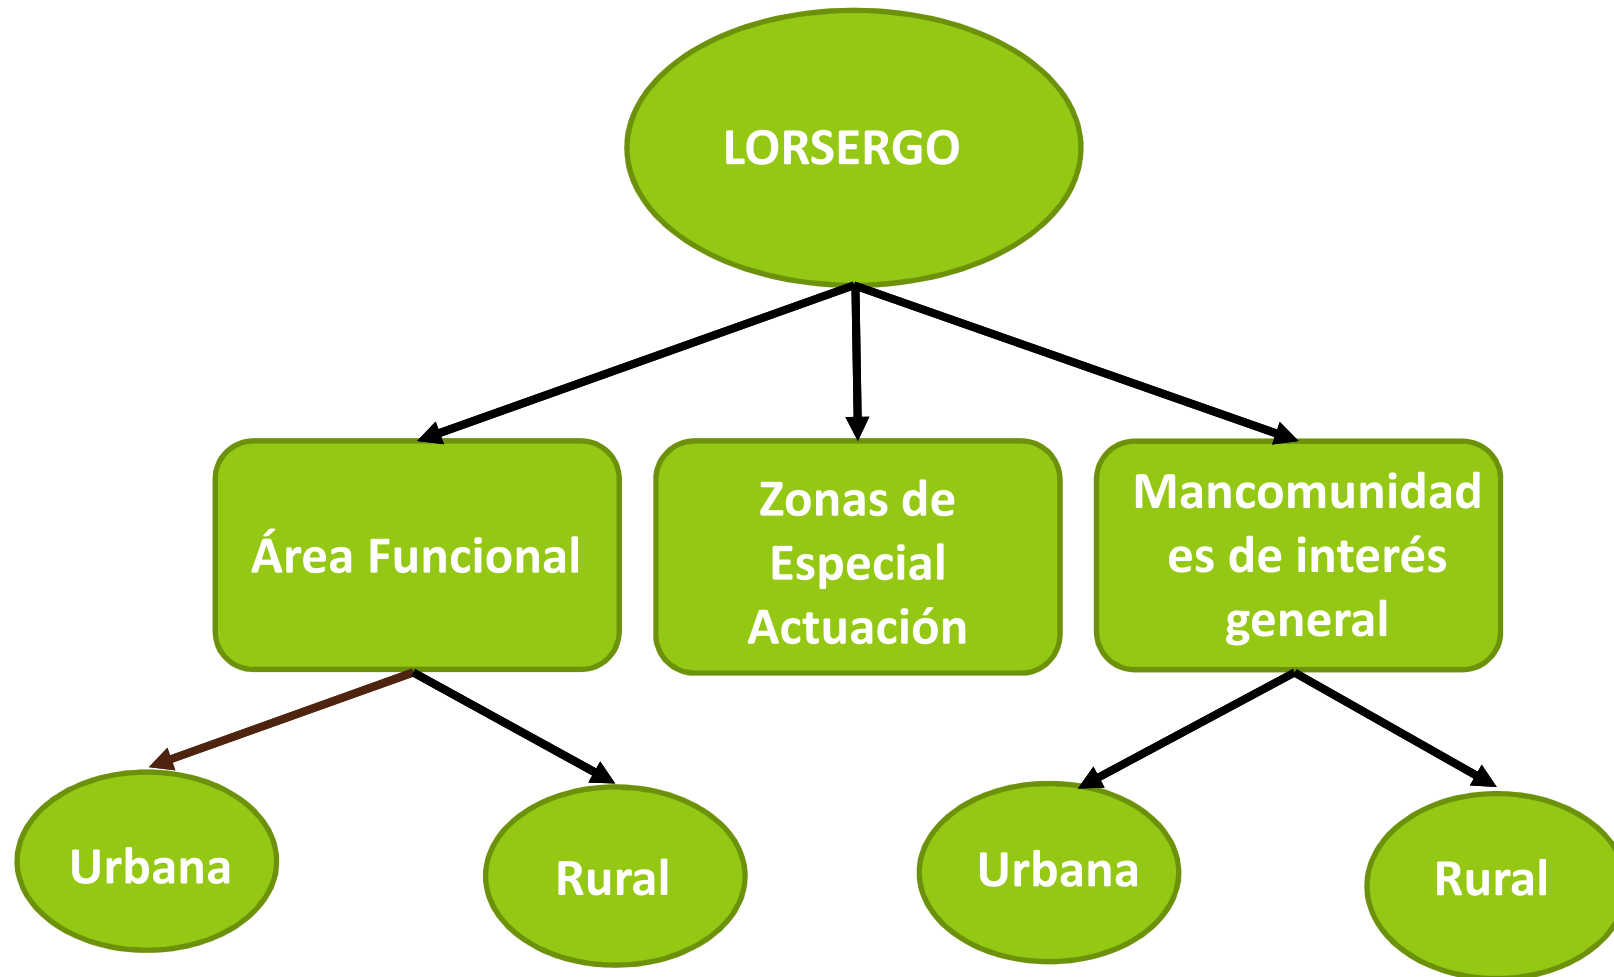 LORSERGO
Área Funcional
Zonas de
Especial
Actuación
Mancomunidad
es de interés
general
Urbana
Rural
Urbana
Rural